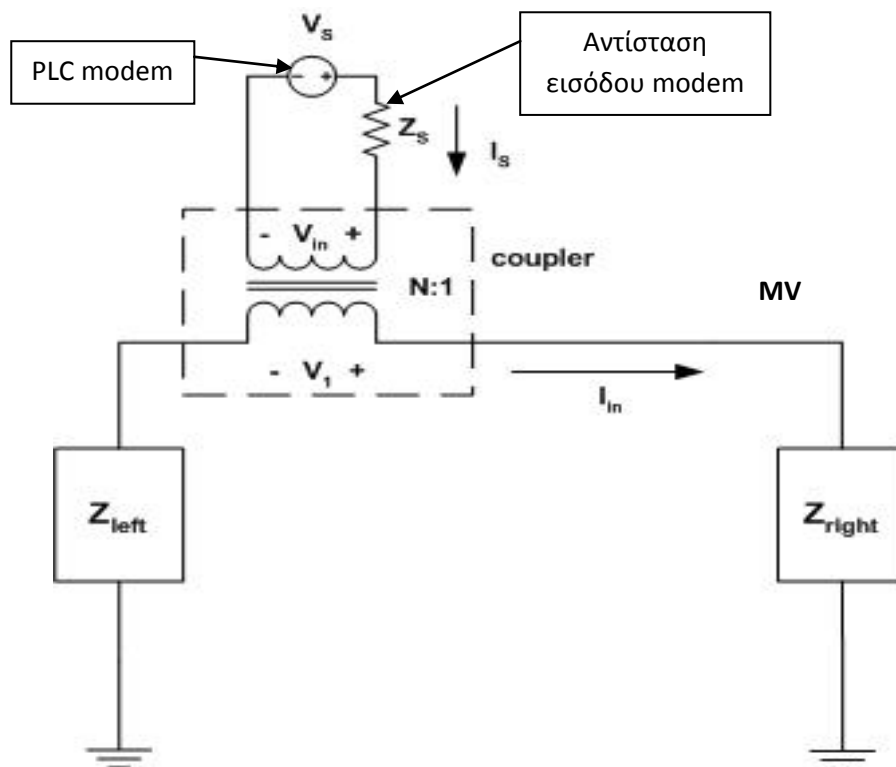 V_s
PLC modem
Αντίσταση
εισόδου modem
- +
Z_s
I_s
- V_in +
coupler
N:1
MV
- V_1 +
I_in
Z_left
Z_right